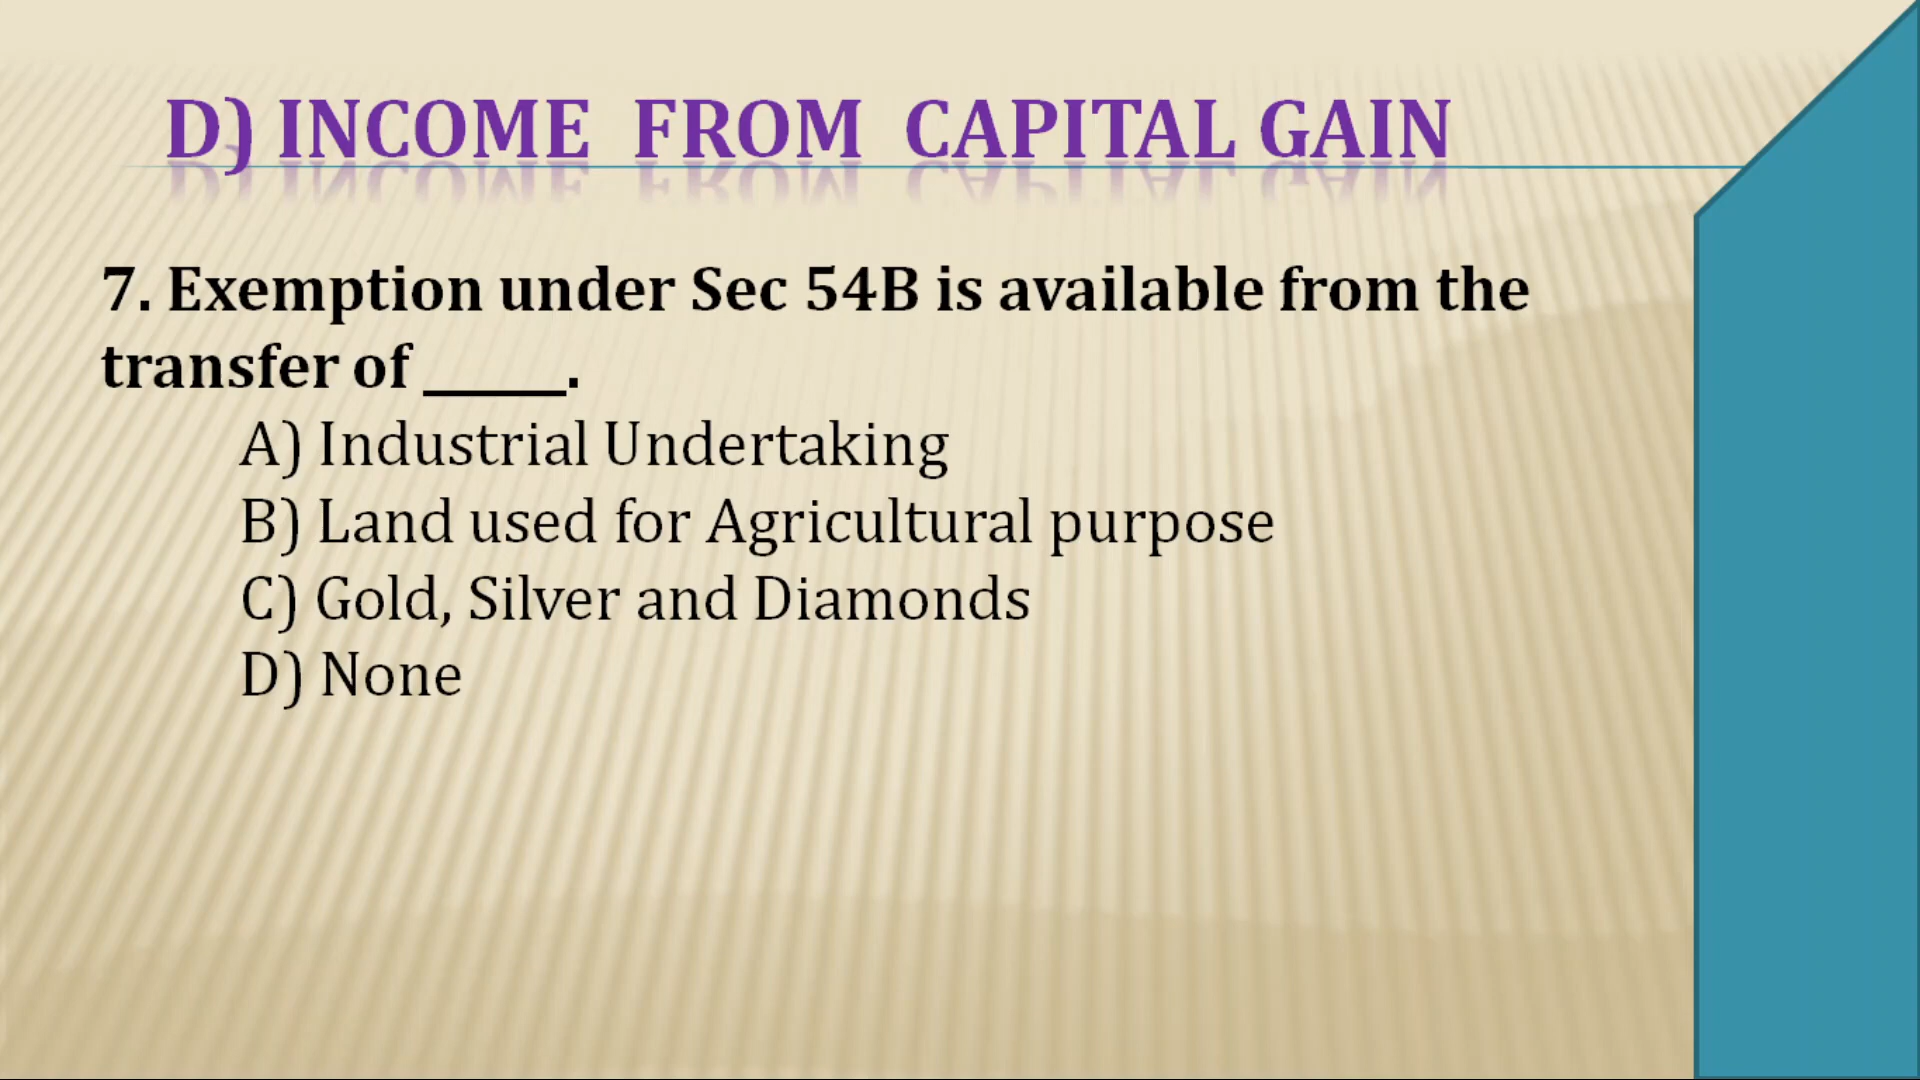 D) INCOME FROM CAPITAL GAIN
7. Exemption under Sec 54B is available from the
transfer of _____.
A) Industrial Undertaking
B) Land used for Agricultural purpose
C) Gold, Silver and Diamonds
D) None